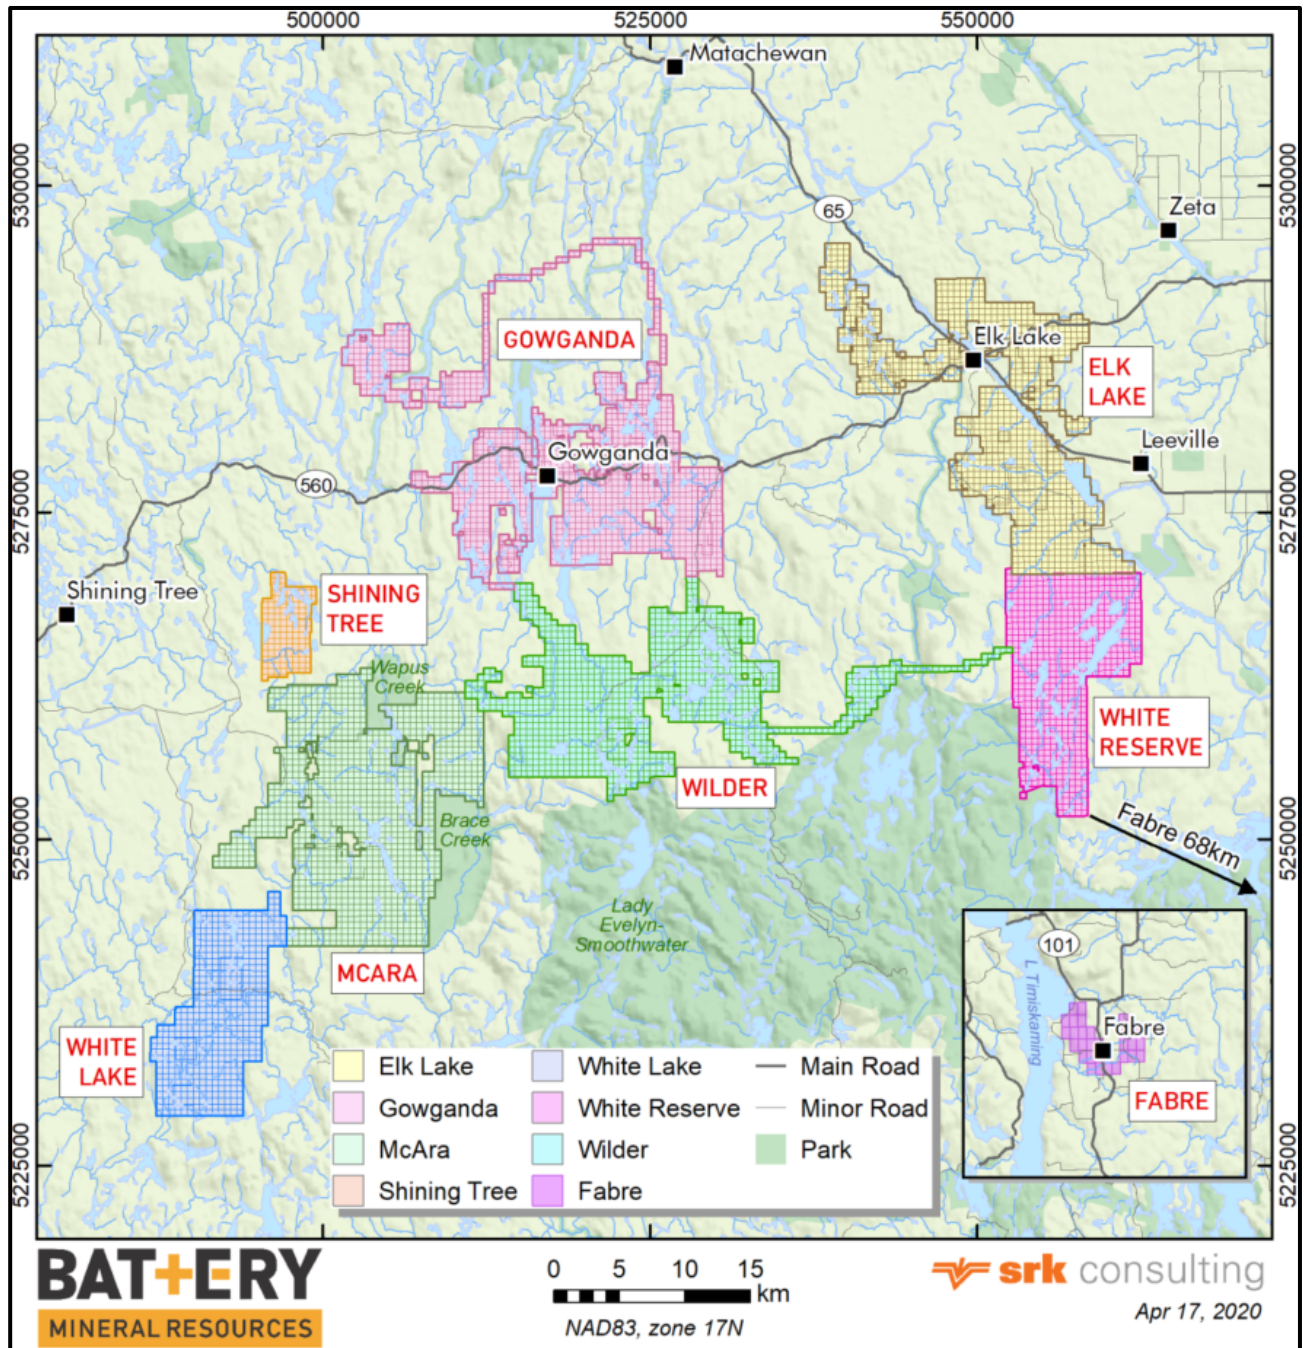 500000
525000
550000
Matachewan
5300000
5300000
65
Zeta
GOWGANDA
Elk Lake
ELK
LAKE
Leeville
Gowganda
560
5275000
5275000
Shining Tree
SHINING
TREE
Wapus
Creek
WHITE
RESERVE
WILDER
Brace
Creek
Fabre 68km
5250000
5250000
Lady
Evelyn-
Smoothwater
MCARA
101
L Timiskaming
Fabre
FABRE
WHITE
LAKE
Elk Lake
White Lake
Main Road
Gowganda
White Reserve
Minor Road
McAra
Wilder
Park
Shining Tree
Fabre
5225000
5225000
BATTERY
MINERAL RESOURCES
0 5 10 15
km
NAD83, zone 17N
srk consulting
Apr 17, 2020